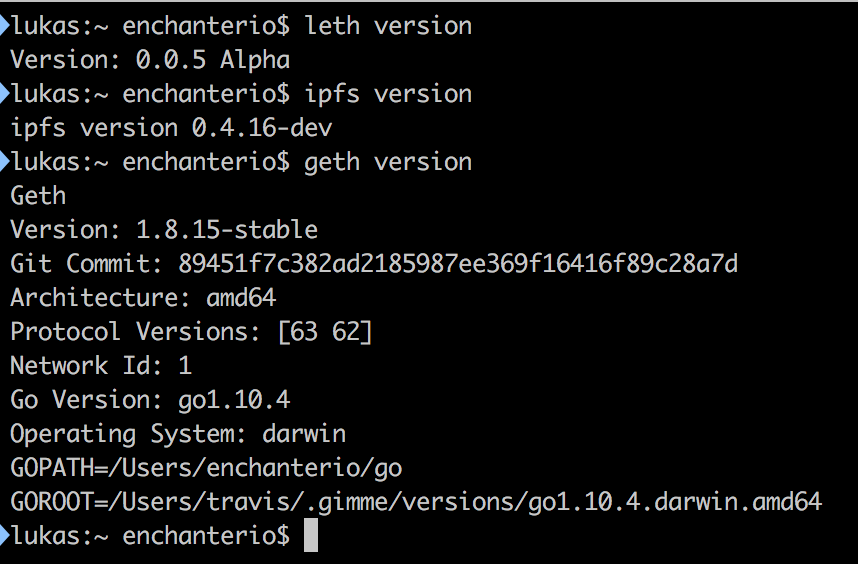 lukas:~ enchanterio$ leth version
Version: 0.0.5 Alpha
lukas:~ enchanterio$ ipfs version
ipfs version 0.4.16-dev
lukas:~ enchanterio$ geth version
Geth
Version: 1.8.15-stable
Git Commit: 89451f7c382ad2185987ee369f16416f89c28a7d
Architecture: amd64
Protocol Versions: [63 62]
Network Id: 1
Go Version: go1.10.4
Operating System: darwin
GOPATH=/Users/enchanterio/go
GOROOT=/Users/travis/.gimme/versions/go1.10.4.darwin.amd64
lukas:~ enchanterio$